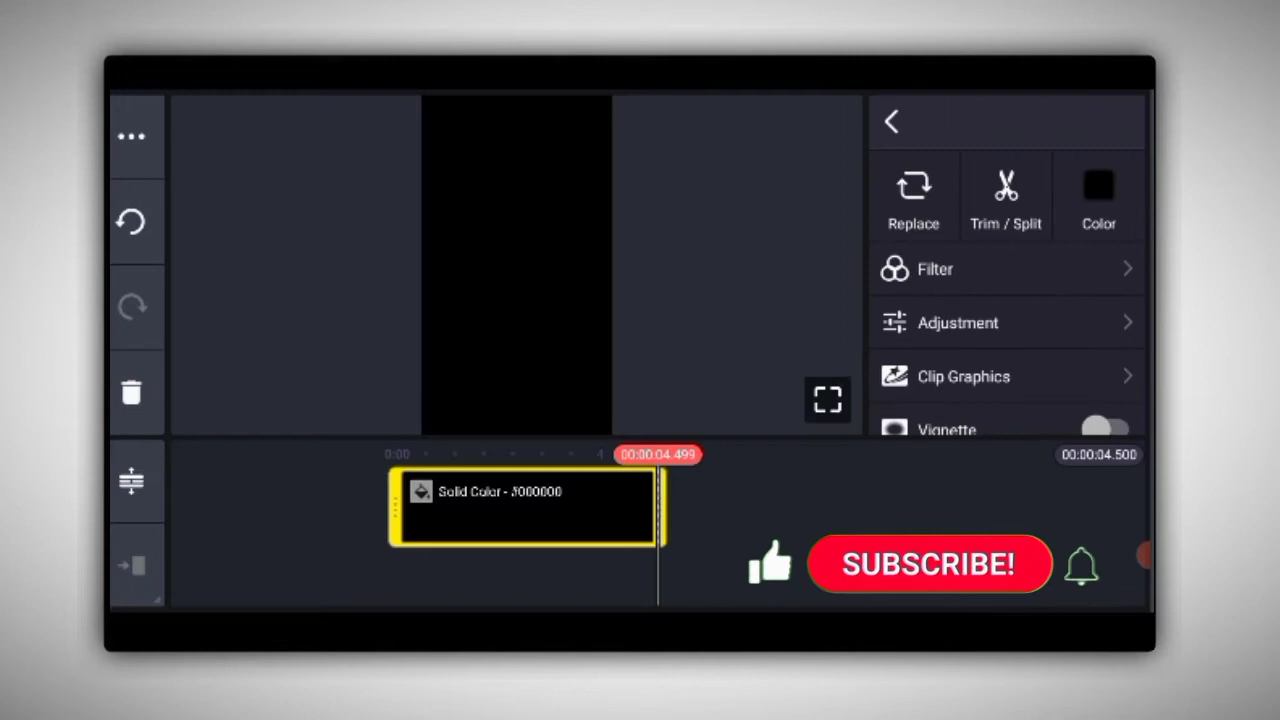 Replace
Trim / Split
Color
Filter
Adjustment
Clip Graphics
Vignette
0:00
4
00:00:04.499
00:00:04.500
Solid Color - #000000
SUBSCRIBE!